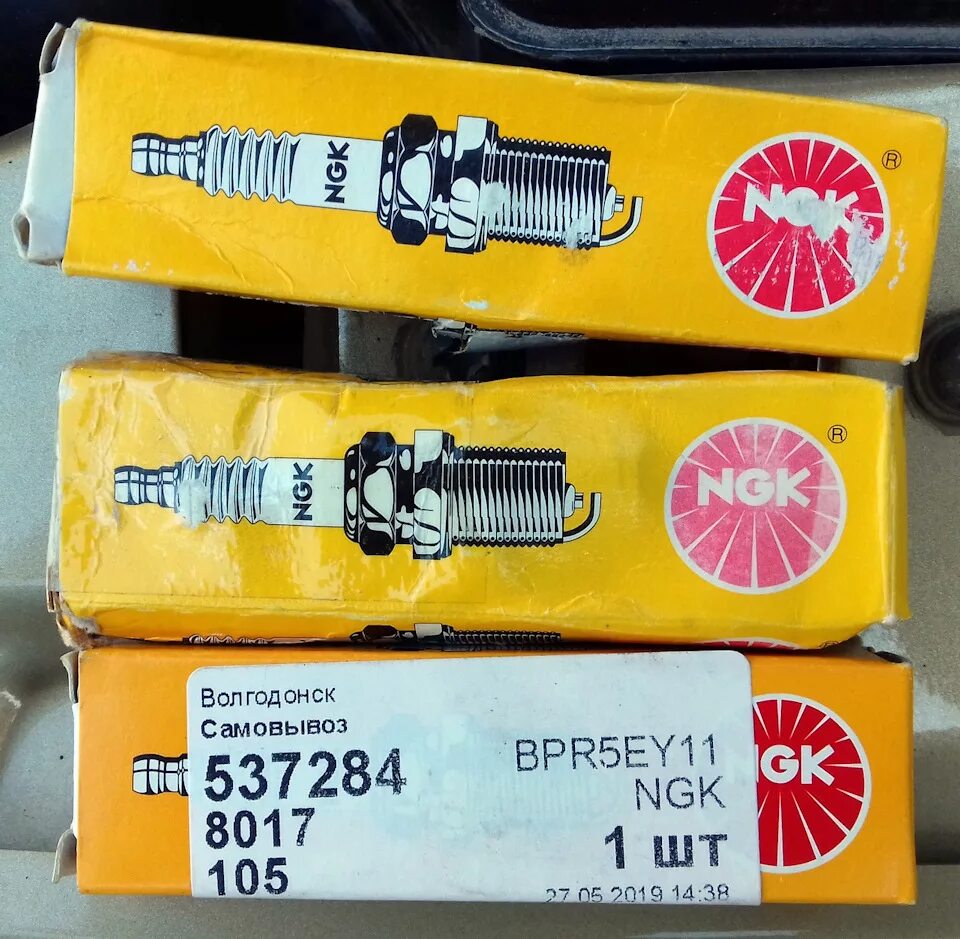 NGK
NGK
®
NGK
NGK
®
Волгодонск
Самовывоз
537284
8017
105
BPR5EY11
NGK
1 шт
27.05.2019 14:38
NGK